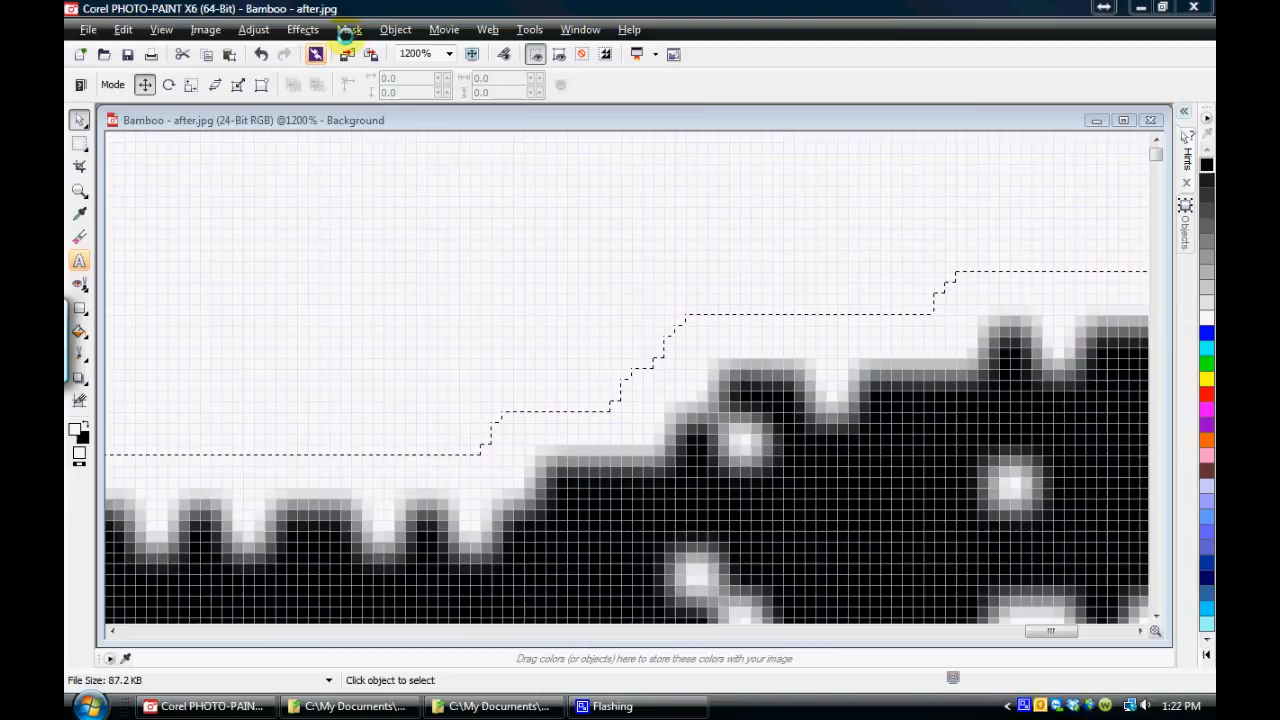 Corel PHOTO-PAINT X6 (64-Bit) - Bamboo - after.jpg
File Edit View Image Adjust Effects Mask Object Movie Web Tools Window Help
1200%
Mode 0.0 0.0
0.0 0.0
Bamboo - after.jpg (24-Bit RGB) @1200% - Background
Hints
Objects
Drag colors (or objects) here to store these colors with your image
File Size: 87.2 KB Click object to select
Corel PHOTO-PAIN... C:\My Documents\... C:\My Documents\... Flashing 1:22 PM